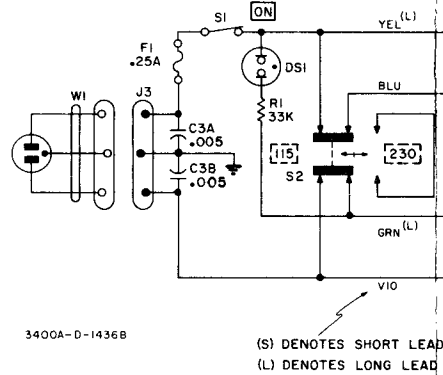 ON
S1
YEL(L)
F1
.25A
DS1
BLU
W1
J3
R1
33K
C3A
.005
115
230
C3B
.005
S2
GRN(L)
VIO
3400A-D-1436B
(S) DENOTES SHORT LEAD
(L) DENOTES LONG LEAD